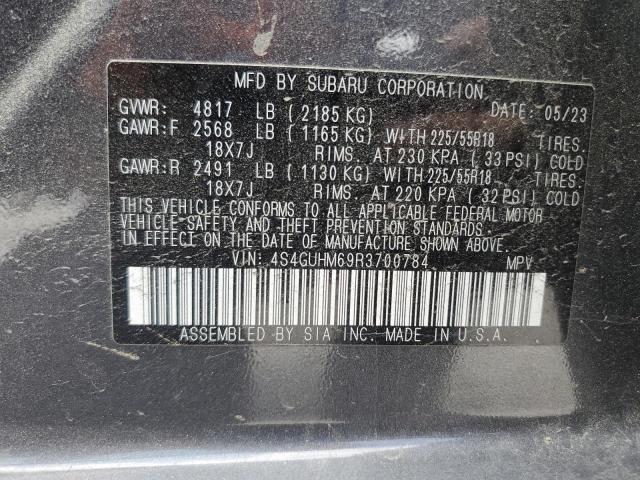 MFD BY SUBARU CORPORATION
GVWR: 4817 LB (2185 KG) DATE: 05/23
GAWR:F 2568 LB (1165 KG) WITH 225/55R18 TIRES.
18X7J RIMS. AT 230 KPA (33 PSI) COLD
GAWR:R 2491 LB (1130 KG) WITH 225/55R18 TIRES.
18X7J RIMS. AT 220 KPA (32 PSI) COLD
THIS VEHICLE CONFORMS TO ALL APPLICABLE FEDERAL MOTOR
VEHICLE SAFETY AND THEFT PREVENTION STANDARDS
IN EFFECT ON THE DATE OF MANUFACTURE SHOWN ABOVE.
VIN: 4S4GUHM69R3700784 MPV
ASSEMBLED BY SIA INC. MADE IN U.S.A.